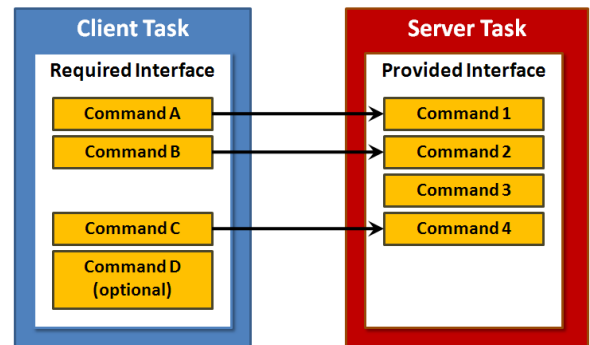 Client Task
Required Interface
Command A
Command B
Command C
Command D
(optional)
Server Task
Provided Interface
Command 1
Command 2
Command 3
Command 4